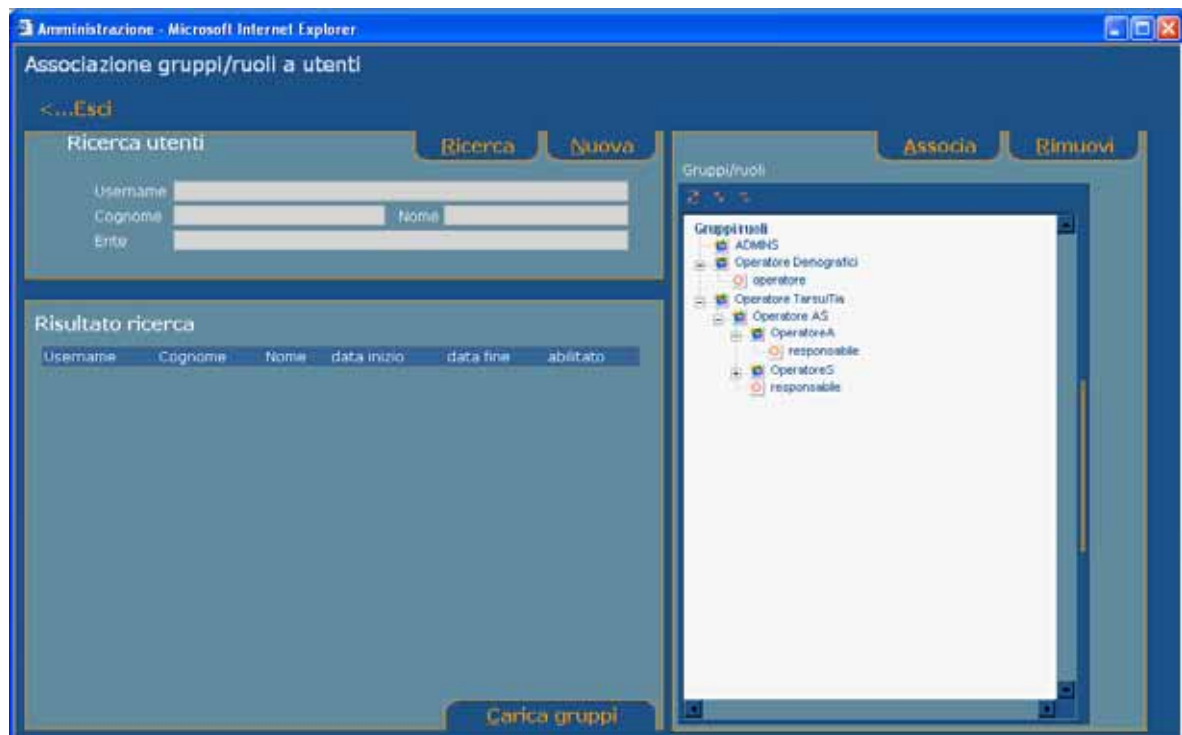 Amministrazione - Microsoft Internet Explorer
Associazione gruppi/ruoli a utenti
<...Esci
Ricerca utenti
Ricerca
Nuova
Username
Cognome
Nome
Ente
Risultato ricerca
Username Cognome Nome data inizio data fine abilitato
Carica gruppi
Associa
Rimuovi
Gruppi/ruoli
Gruppi ruoli
ADMINS
Operatore Demografici
operatore
Operatore Tarsu/Tia
Operatore AS
OperatoreA
responsabile
OperatoreS
responsabile